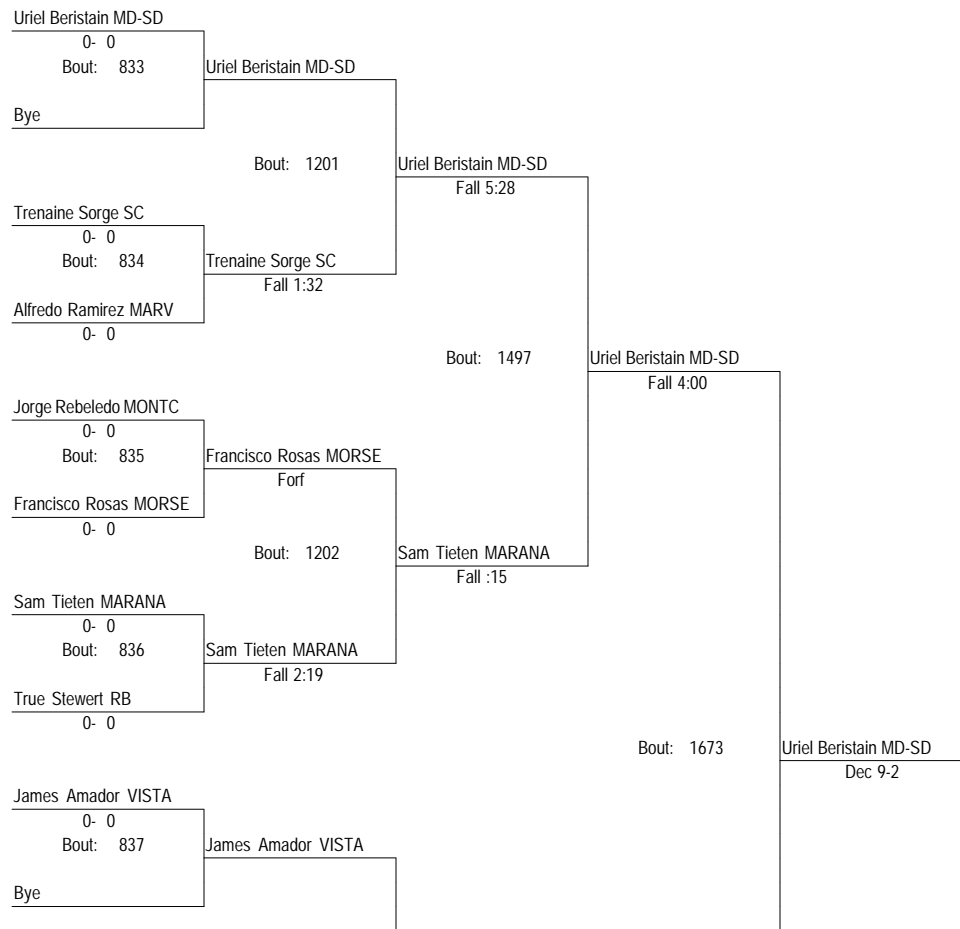 Uriel Beristain MD-SD
0- 0
Bout: 833
Uriel Beristain MD-SD
Bye
Bout: 1201
Uriel Beristain MD-SD
Fall 5:28
Trenaine Sorge SC
0- 0
Bout: 834
Trenaine Sorge SC
Fall 1:32
Alfredo Ramirez MARV
0- 0
Bout: 1497
Uriel Beristain MD-SD
Fall 4:00
Jorge Rebeledo MONTC
0- 0
Bout: 835
Francisco Rosas MORSE
Forf
Francisco Rosas MORSE
0- 0
Bout: 1202
Sam Tieten MARANA
Fall :15
Sam Tieten MARANA
0- 0
Bout: 836
Sam Tieten MARANA
Fall 2:19
True Stewert RB
0- 0
Bout: 1673
Uriel Beristain MD-SD
Dec 9-2
James Amador VISTA
0- 0
Bout: 837
James Amador VISTA
Bye